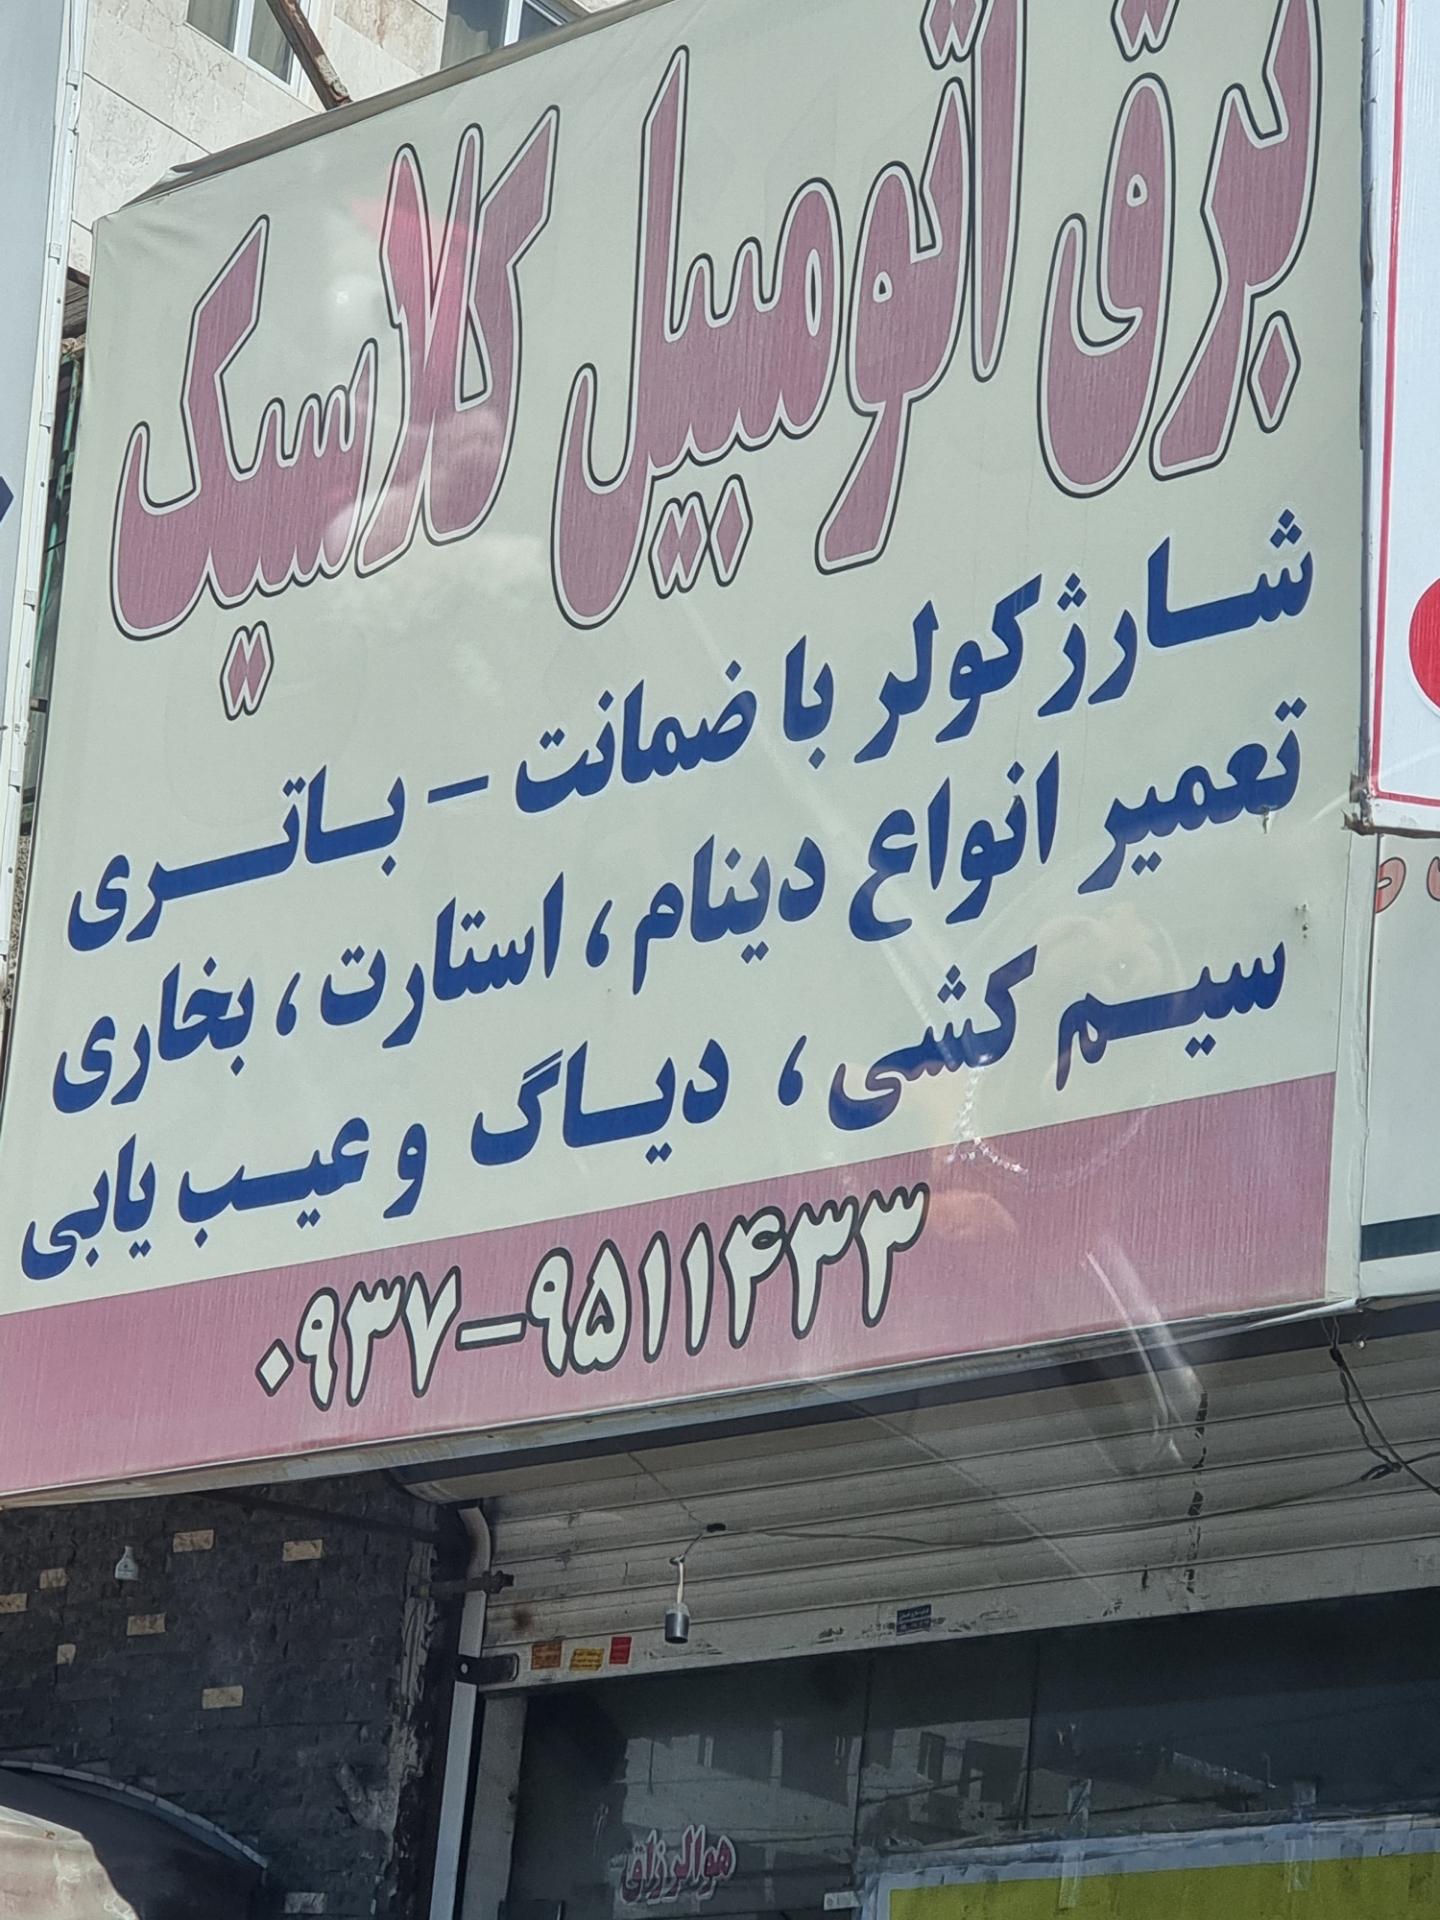 برق اتومبیل کلاسیک
شارژ کولر با ضمانت - باتری
تعمیر انواع دینام ، استارت ، بخاری
سیم کشی ، دیاگ و عیب یابی
۰۹۳۷-۹۵۱۱۴۳۳
هوالرزاق